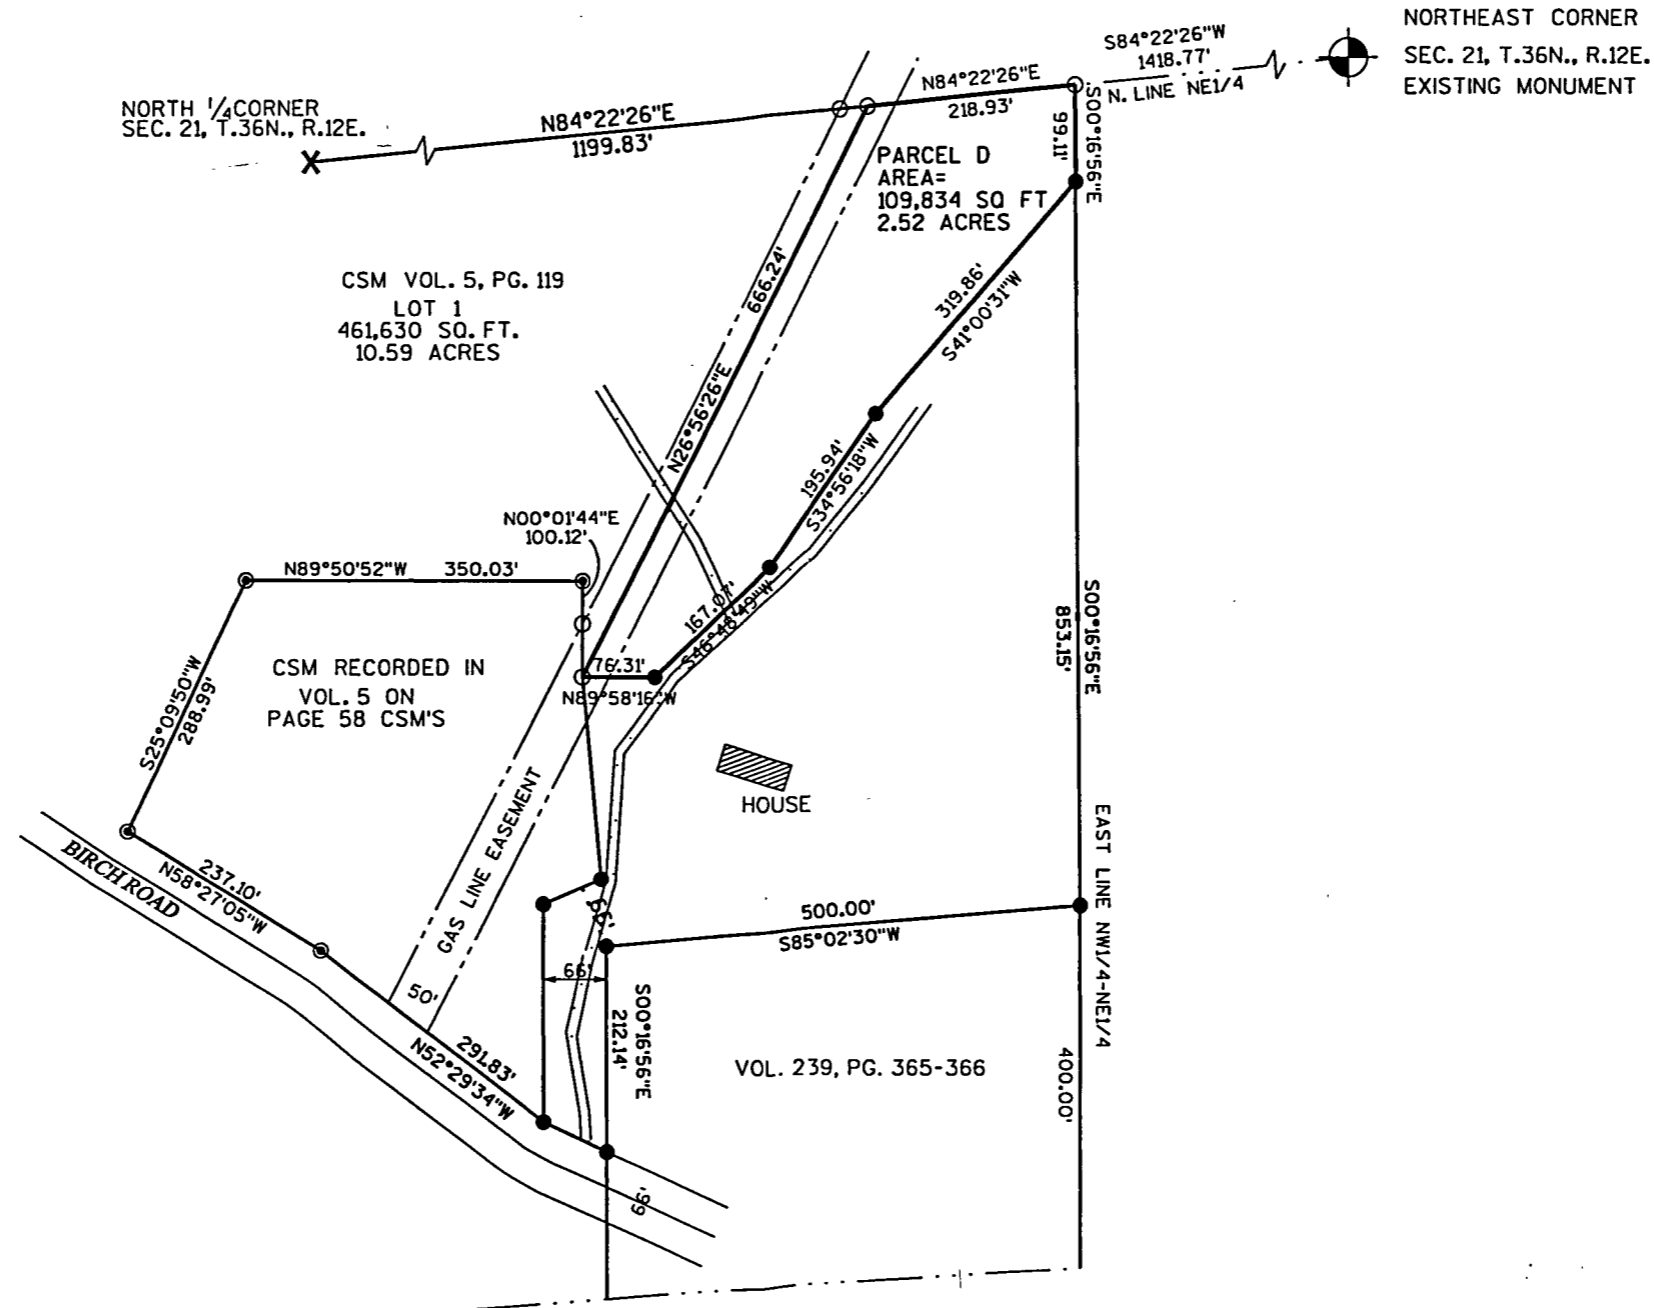 NORTHEAST CORNER
SEC. 21, T.36N., R.12E.
EXISTING MONUMENT
S84°22'26"W
1418.77'
N. LINE NE1/4
NORTH 1/4 CORNER
SEC. 21, T.36N., R.12E.
N84°22'26"E
1199.83'
N84°22'26"E
218.93'
S00°16'56"E
99.11'
PARCEL D
AREA=
109,834 SQ FT
2.52 ACRES
CSM VOL. 5, PG. 119
LOT 1
461,630 SQ. FT.
10.59 ACRES
666.24'
N26°56'26"E
319.86'
S41°00'31"W
195.94'
S34°56'18"W
167.07'
S46°48'49"W
N00°01'44"E
100.12'
N89°50'52"W 350.03'
76.31'
N89°58'16"W
CSM RECORDED IN
VOL. 5 ON
PAGE 58 CSM'S
S25°09'50"W
288.99'
S00°16'56"E
853.15'
HOUSE
GAS LINE EASEMENT
50'
BIRCH ROAD
237.10'
N58°27'05"W
291.83'
N52°29'34"W
66'
66'
500.00'
S85°02'30"W
S00°16'56"E
212.14'
EAST LINE NW1/4-NE1/4
400.00'
VOL. 239, PG. 365-366
66'